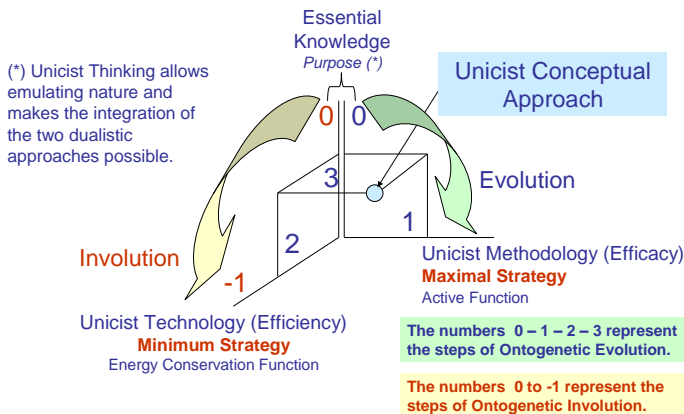 Essential
Knowledge
Purpose (*)
(*) Unicist Thinking allows
emulating nature and
makes the integration of
the two dualistic
approaches possible.
Unicist Conceptual
Approach
0 0
3
Evolution
1
2
Involution
-1
Unicist Methodology (Efficacy)
Maximal Strategy
Active Function
Unicist Technology (Efficiency)
Minimum Strategy
Energy Conservation Function
The numbers 0 – 1 – 2 – 3 represent
the steps of Ontogenetic Evolution.
The numbers 0 to -1 represent the
steps of Ontogenetic Involution.